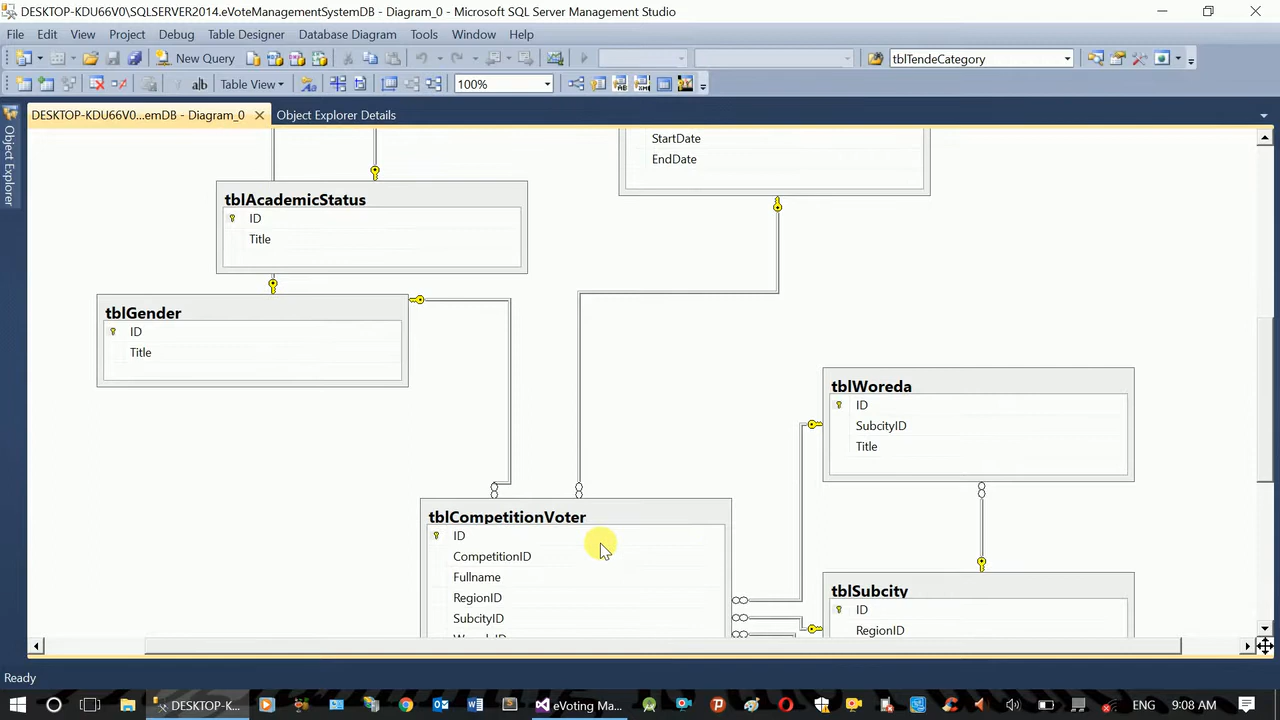 DESKTOP-KDU66V0\SQLSERVER2014.eVoteManagementSystemDB - Diagram_0 - Microsoft SQL Server Management Studio
File Edit View Project Debug Table Designer Database Diagram Tools Window Help
New Query tblTendeCategory
ab Table View 100%
DESKTOP-KDU66V0...emDB - Diagram_0 Object Explorer Details
Object Explorer
StartDate
EndDate
tblAcademicStatus
ID
Title
tblGender
ID
Title
tblWoreda
ID
SubcityID
Title
tblCompetitionVoter
ID
CompetitionID
Fullname
RegionID
SubcityID
tblSubcity
ID
RegionID
Ready
DESKTOP-K... eVoting Ma... ENG 9:08 AM